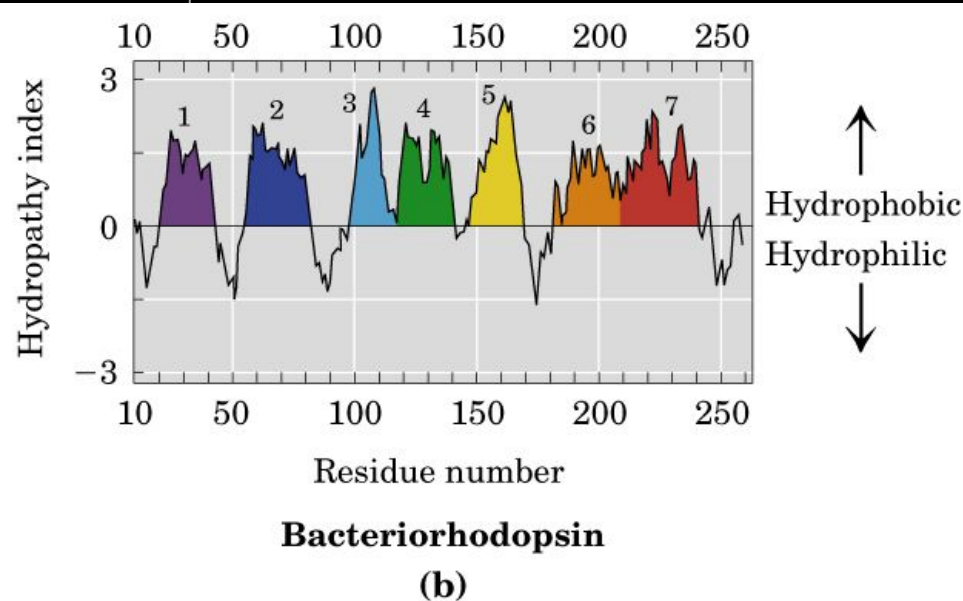 10 50 100 150 200 250
Hydropathy index
3
0
−3
1 2 3 4 5 6 7
Hydrophobic
Hydrophilic
10 50 100 150 200 250
Residue number
Bacteriorhodopsin
(b)